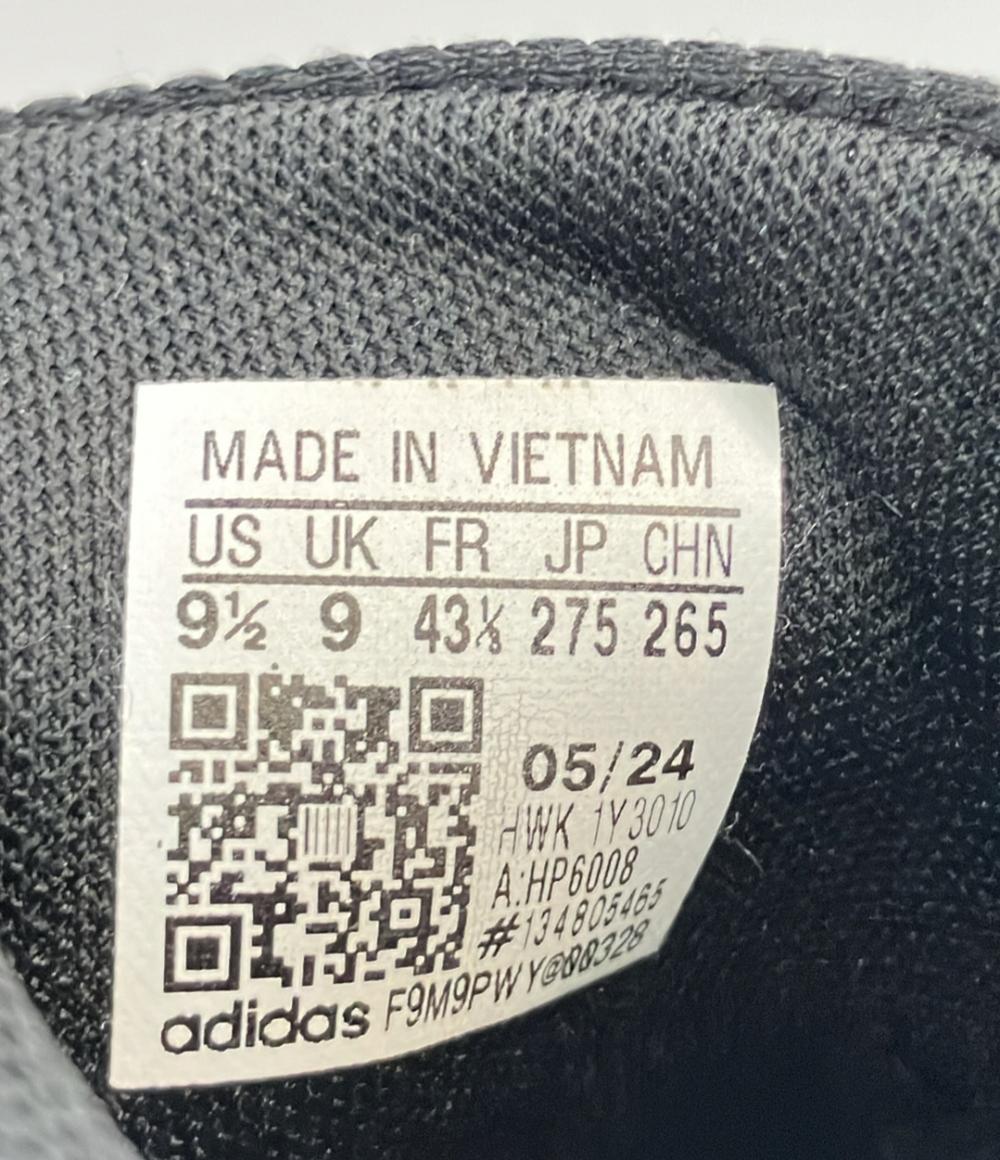 MADE IN VIETNAM
US UK FR JP CHN
9½ 9 43⅓ 275 265
05/24
HWK 1Y3010
A:HP6008
#134805465
adidas F9M9PWY@00328